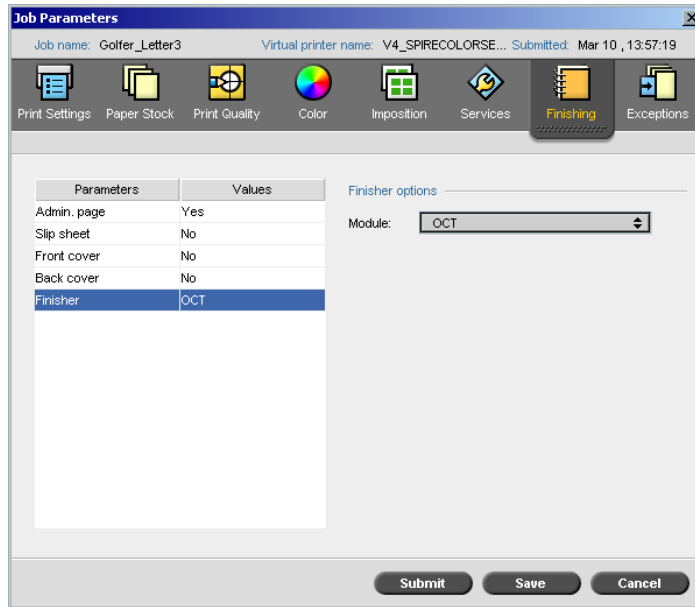 Job Parameters
Job name: Golfer_Letter3 Virtual printer name: V4_SPIRECOLORSE... Submitted: Mar 10 , 13:57:19
Print Settings Paper Stock Print Quality Color Imposition Services Finishing Exceptions
Parameters Values Finisher options
Admin. page Yes
Module: OCT
Slip sheet No
Front cover No
Back cover No
Finisher OCT
Submit Save Cancel